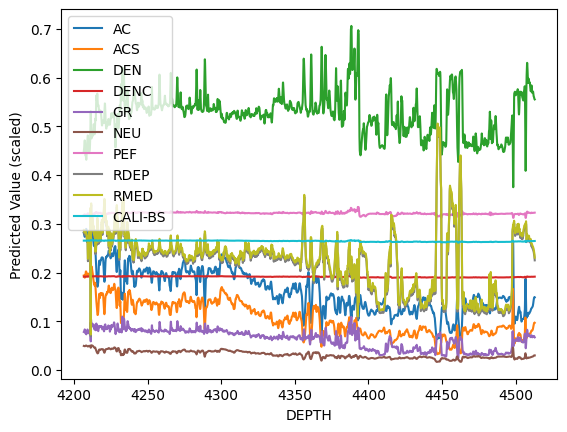 0.7
0.6
0.5
0.4
0.3
0.2
0.1
0.0
Predicted Value (scaled)
AC
ACS
DEN
DENC
GR
NEU
PEF
RDEP
RMED
CALI-BS
4200 4250 4300 4350 4400 4450 4500
DEPTH